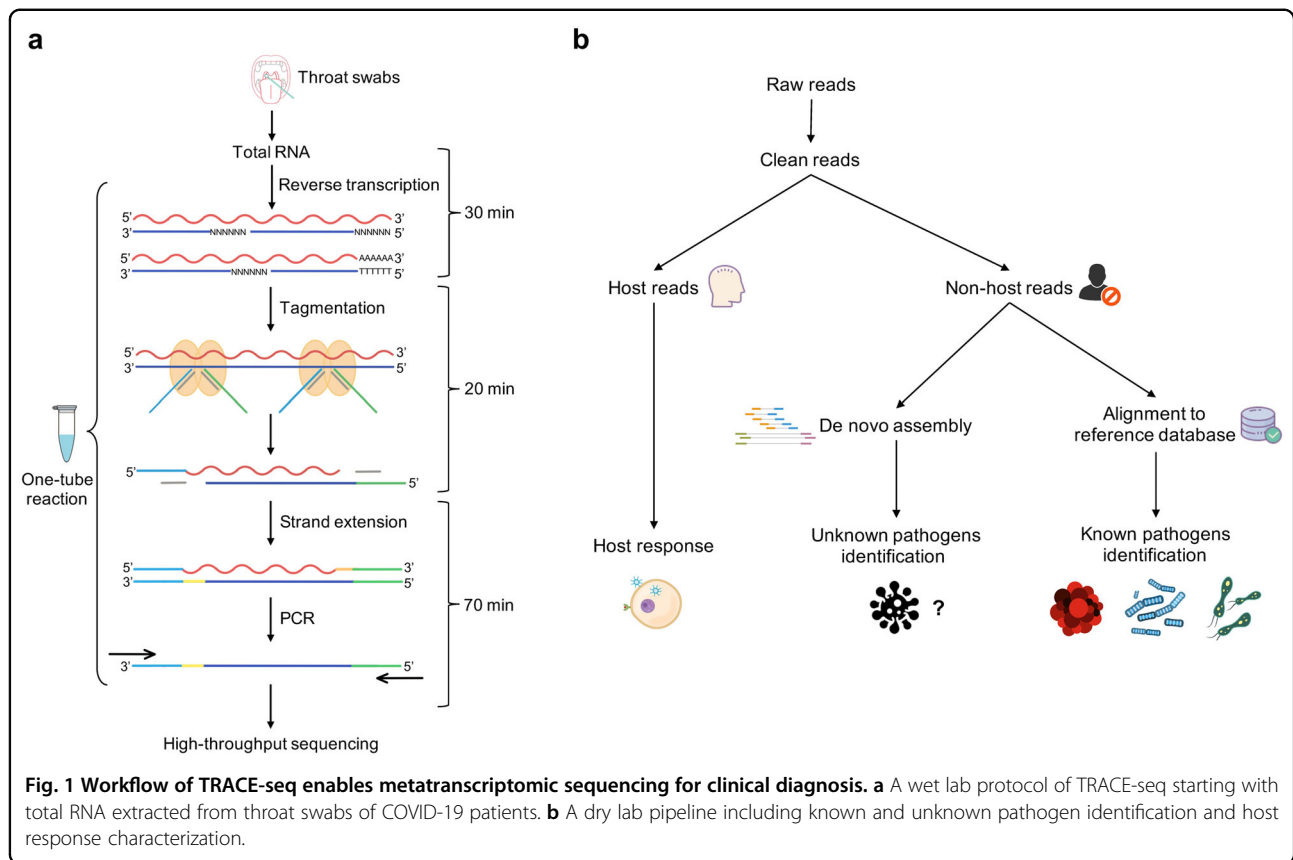 a
Throat swabs
Total RNA
Reverse transcription
5’ 3’
3’ NNNNNN NNNNNN 5’
30 min
5’ AAAAAA3’
3’ NNNNNN TTTTTT 5’
Tagmentation
5’ 3’
3’ 5’
20 min
One-tube
reaction
5’
5’
Strand extension
5’ 3’
3’ 5’
70 min
PCR
3’ 5’
High-throughput sequencing
b
Raw reads
Clean reads
Host reads
Non-host reads
De novo assembly
Alignment to
reference database
Host response
Unknown pathogens
identification
?
Known pathogens
identification
Fig. 1 Workflow of TRACE-seq enables metatranscriptomic sequencing for clinical diagnosis. a A wet lab protocol of TRACE-seq starting with
total RNA extracted from throat swabs of COVID-19 patients. b A dry lab pipeline including known and unknown pathogen identification and host
response characterization.